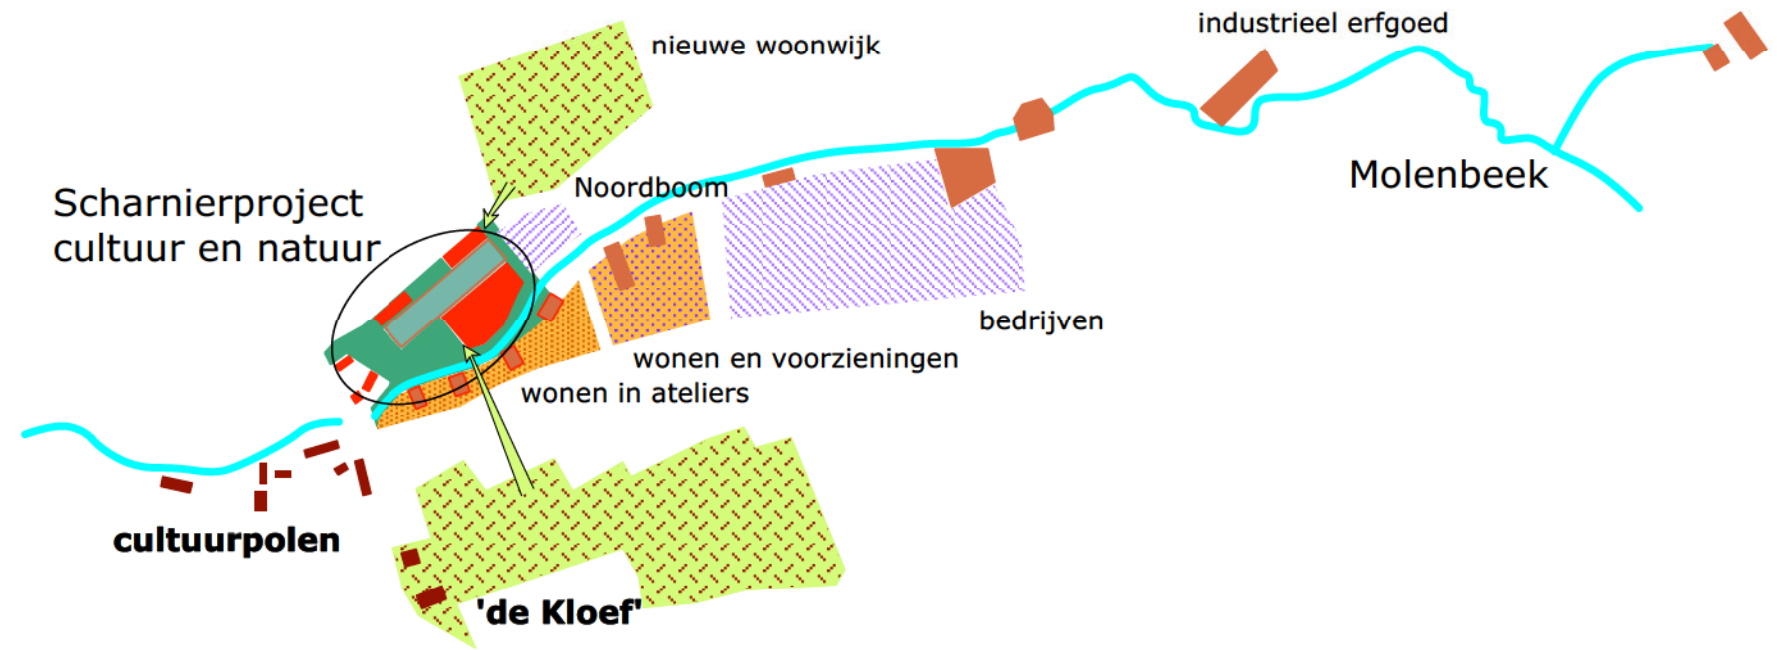 industrieel erfgoed
nieuwe woonwijk
Molenbeek
Noordboom
Scharnierproject
cultuur en natuur
bedrijven
wonen en voorzieningen
wonen in ateliers
cultuurpolen
'de Kloef'